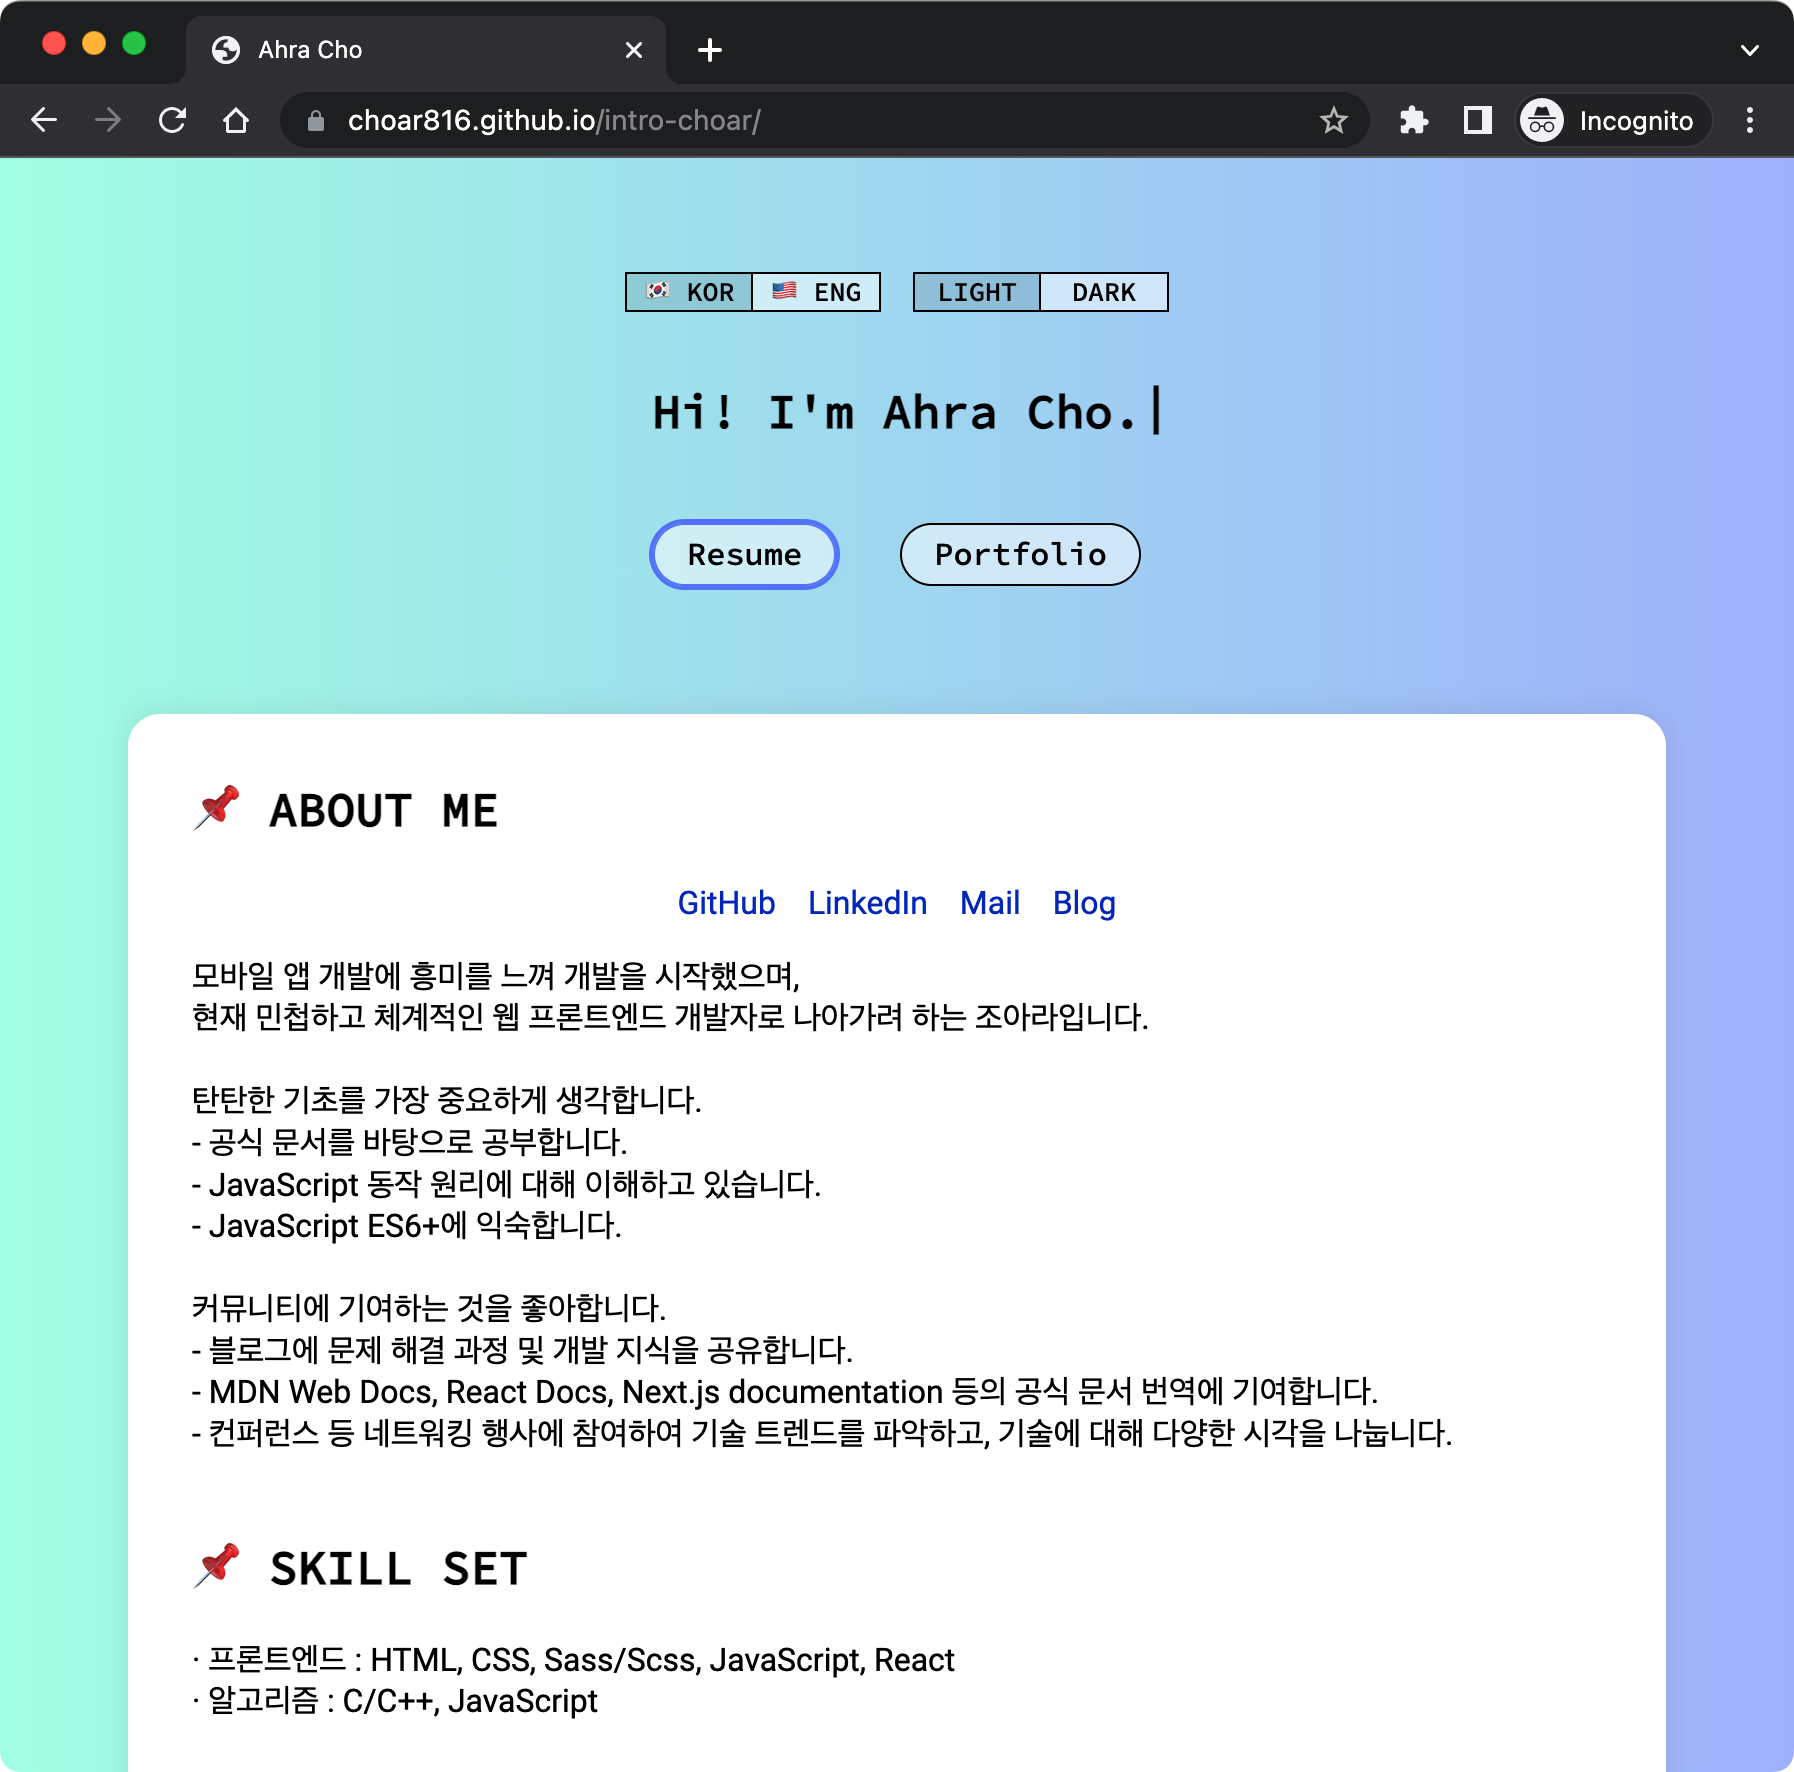 Ahra Cho
choar816.github.io/intro-choar/
Incognito
🇰🇷 KOR 🇺🇸 ENG LIGHT DARK
Hi! I'm Ahra Cho.|
Resume Portfolio
📌 ABOUT ME
GitHub LinkedIn Mail Blog
모바일 앱 개발에 흥미를 느껴 개발을 시작했으며,
현재 민첩하고 체계적인 웹 프론트엔드 개발자로 나아가려 하는 조아라입니다.
탄탄한 기초를 가장 중요하게 생각합니다.
- 공식 문서를 바탕으로 공부합니다.
- JavaScript 동작 원리에 대해 이해하고 있습니다.
- JavaScript ES6+에 익숙합니다.
커뮤니티에 기여하는 것을 좋아합니다.
- 블로그에 문제 해결 과정 및 개발 지식을 공유합니다.
- MDN Web Docs, React Docs, Next.js documentation 등의 공식 문서 번역에 기여합니다.
- 컨퍼런스 등 네트워킹 행사에 참여하여 기술 트렌드를 파악하고, 기술에 대해 다양한 시각을 나눕니다.
📌 SKILL SET
· 프론트엔드 : HTML, CSS, Sass/Scss, JavaScript, React
· 알고리즘 : C/C++, JavaScript